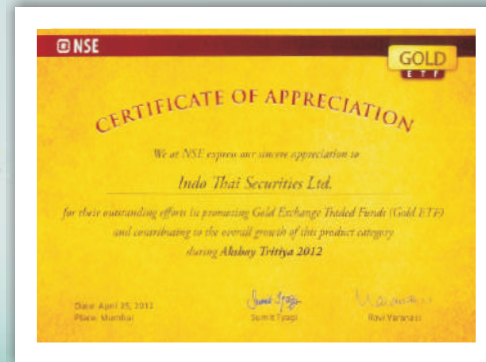 NSE
GOLD
ETF
CERTIFICATE OF APPRECIATION
We at NSE express our sincere appreciation to
Indo Thai Securities Ltd.
for their outstanding efforts in promoting Gold Exchange Traded Funds (Gold ETF)
and contributing to the overall growth of this product category
during Akshay Tritiya 2012
Date: April 25, 2012
Place: Mumbai
Sumit Tyagi
Ravi Varanasi